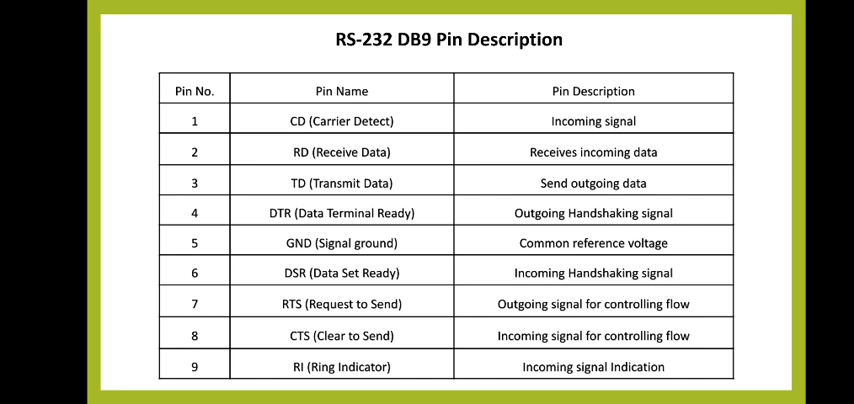 RS-232 DB9 Pin Description
Pin No. Pin Name Pin Description
1 CD (Carrier Detect) Incoming signal
2 RD (Receive Data) Receives incoming data
3 TD (Transmit Data) Send outgoing data
4 DTR (Data Terminal Ready) Outgoing Handshaking signal
5 GND (Signal ground) Common reference voltage
6 DSR (Data Set Ready) Incoming Handshaking signal
7 RTS (Request to Send) Outgoing signal for controlling flow
8 CTS (Clear to Send) Incoming signal for controlling flow
9 RI (Ring Indicator) Incoming signal Indication